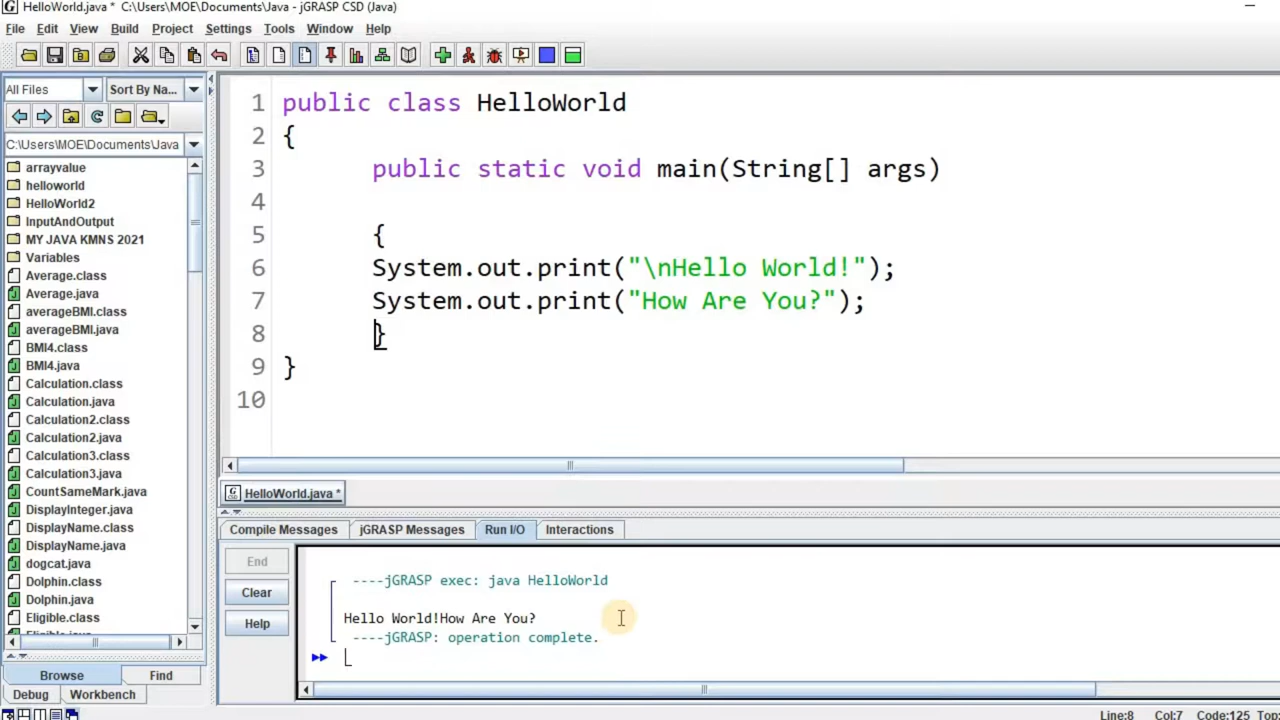 HelloWorld.java * C:\Users\MOE\Documents\Java - jGRASP CSD (Java)
File Edit View Build Project Settings Tools Window Help
All Files Sort By Na...
C:\Users\MOE\Documents\Java
arrayvalue
helloworld
HelloWorld2
InputAndOutput
MY JAVA KMNS 2021
Variables
Average.class
Average.java
averageBMI.class
averageBMI.java
BMI4.class
BMI4.java
Calculation.class
Calculation.java
Calculation2.class
Calculation2.java
Calculation3.class
Calculation3.java
CountSameMark.java
DisplayInteger.java
DisplayName.class
DisplayName.java
dogcat.java
Dolphin.class
Dolphin.java
Eligible.class
Eligible.java
Browse Find
Debug Workbench
1 public class HelloWorld
2 {
3 public static void main(String[] args)
4
5 {
6 System.out.print("\nHello World!");
7 System.out.print("How Are You?");
8 }
9 }
10
HelloWorld.java *
Compile Messages jGRASP Messages Run I/O Interactions
End
Clear
Help
----jGRASP exec: java HelloWorld
Hello World!How Are You?
----jGRASP: operation complete.
Line:8 Col:7 Code:125 Top: